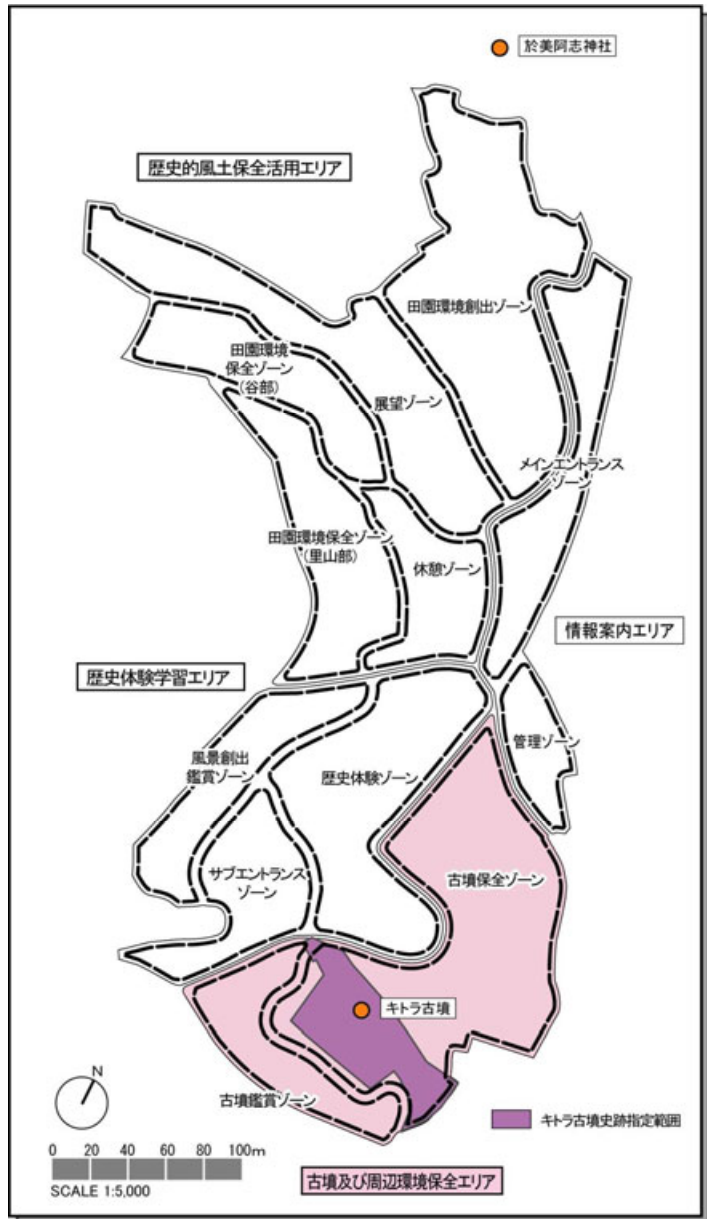 於美阿志神社
歴史的風土保全活用エリア
田園環境創出ゾーン
田園環境
保全ゾーン
(谷部)
展望ゾーン
メインエントランス
ゾーン
田園環境保全ゾーン
(里山部)
休憩ゾーン
情報案内エリア
歴史体験学習エリア
風景創出
鑑賞ゾーン
歴史体験ゾーン
管理ゾーン
サブエントランス
ゾーン
古墳保全ゾーン
キトラ古墳
古墳鑑賞ゾーン
N
キトラ古墳史跡指定範囲
0 20 40 60 80 100m
SCALE 1:5,000
古墳及び周辺環境保全エリア